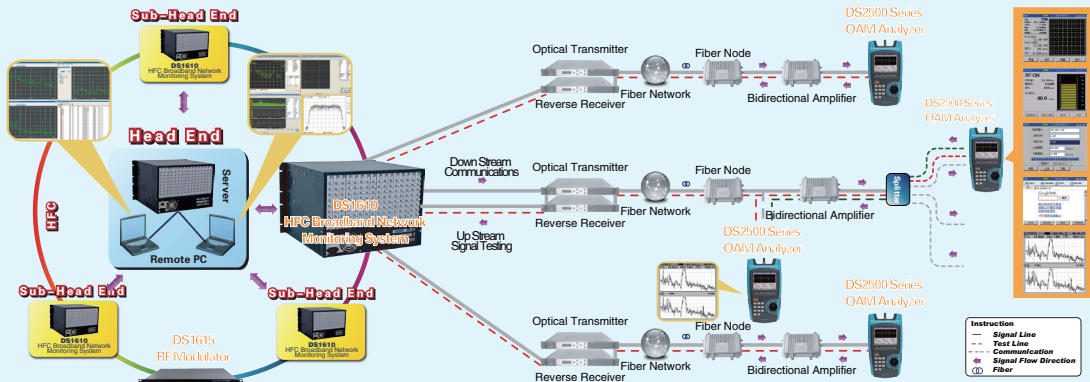 Sub-Head End
DS1610
HFC Broadband Network
Monitoring System
Head End
Server
Remote PC
HFC
Sub-Head End
DS1610
HFC Broadband Network
Monitoring System
Sub-Head End
DS1610
HFC Broadband Network
Monitoring System
DS1615
RF Modulator
DS1610
HFC Broadband Network
Monitoring System
Down Stream
Communications
Up Stream
Signal Testing
Optical Transmitter
Reverse Receiver
Fiber Network
Fiber Node
Bidirectional Amplifier
DS2500 Series
OAM Analyzer
Optical Transmitter
Reverse Receiver
Fiber Network
Fiber Node
Bidirectional Amplifier
Splitter
DS2500 Series
OAM Analyzer
DS2500 Series
OAM Analyzer
Optical Transmitter
Reverse Receiver
Fiber Network
Fiber Node
Bidirectional Amplifier
DS2500 Series
OAM Analyzer
RF ON
Instruction
Signal Line
Test Line
Communication
Signal Flow Direction
Fiber